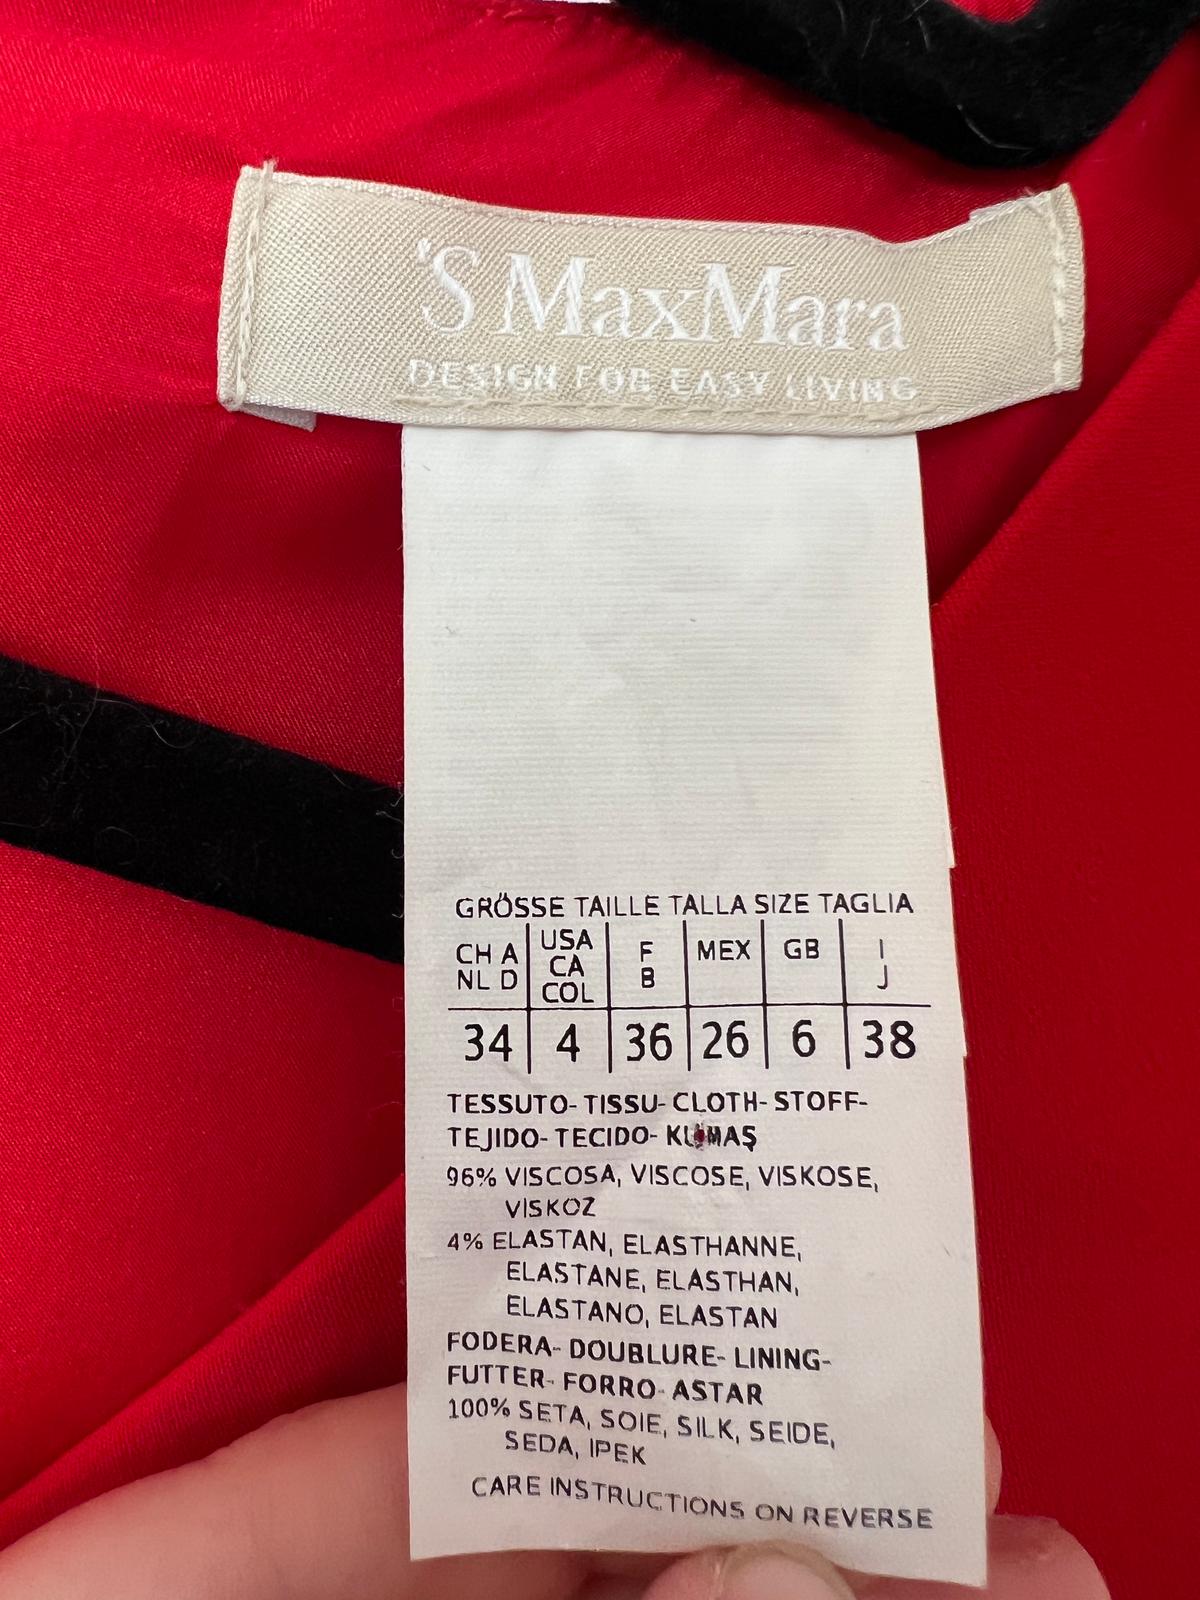 'S MaxMara
DESIGN FOR EASY LIVING
GRÖSSE TAILLE TALLA SIZE TAGLIA
CH A USA F MEX GB I
NL D CA B J
COL
34 4 36 26 6 38
TESSUTO- TISSU- CLOTH- STOFF-
TEJIDO- TECIDO-
96% VISCOSA, VISCOSE, VISKOSE,
VISKOZ
4% ELASTAN, ELASTHANNE,
ELASTANE, ELASTHAN,
ELASTANO, ELASTAN
FODERA- DOUBLURE- LINING-
FUTTER- FORRO- ASTAR
100% SETA, SOIE, SILK, SEIDE,
SEDA, IPEK
CARE INSTRUCTIONS ON REVERSE